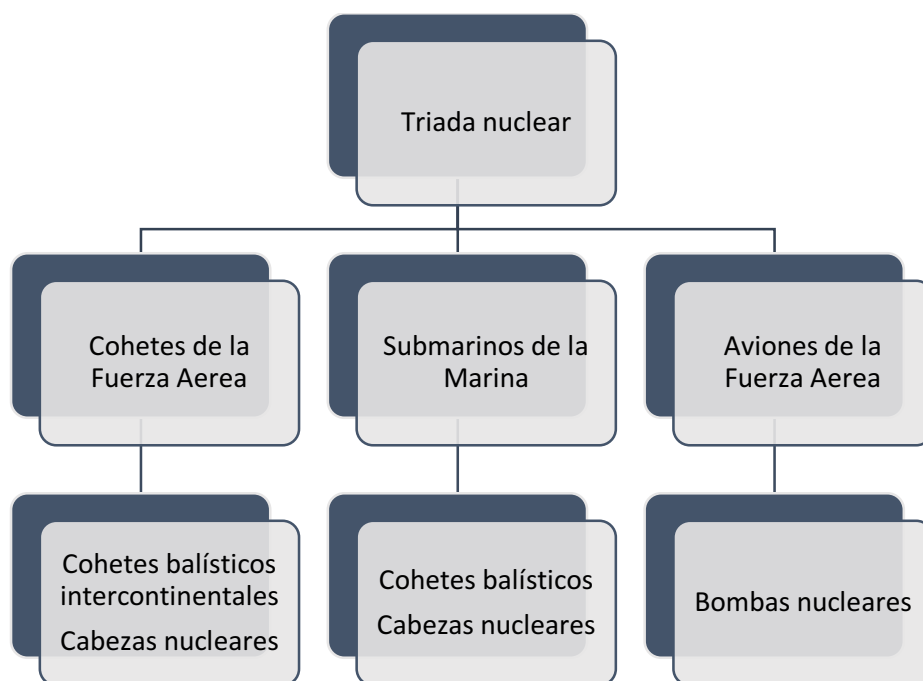 Triada nuclear
Cohetes de la
Fuerza Aerea
Submarinos de la
Marina
Aviones de la
Fuerza Aerea
Cohetes balísticos
intercontinentales
Cabezas nucleares
Cohetes balísticos
Cabezas nucleares
Bombas nucleares